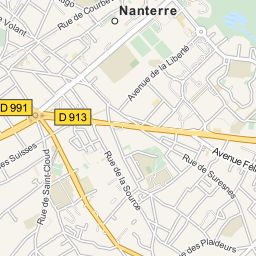 Rue de Courbe
Nanterre
Volant
Avenue de la Liberté
D 991
D 913
es Suisses
Rue de Saint-Cloud
Rue de la Source
Avenue Féli
Rue de Suresnes
Rue
des Plaideurs